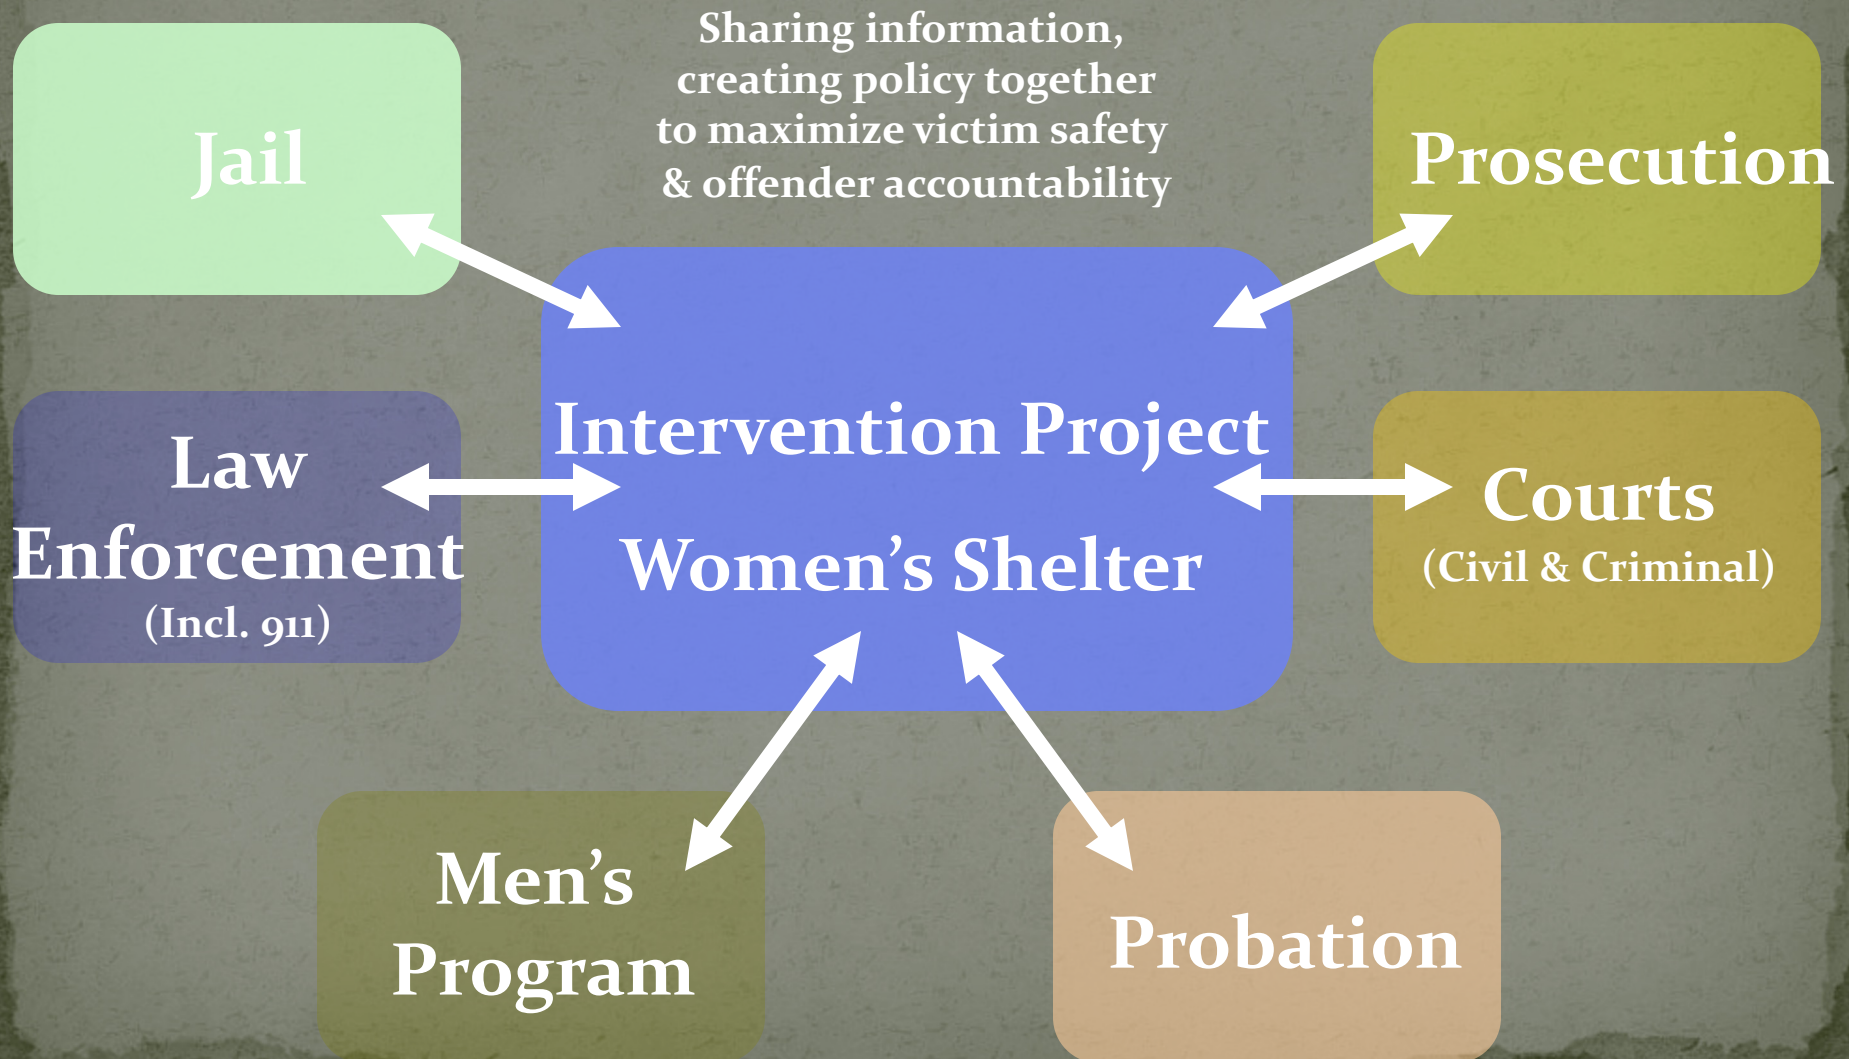 Sharing information,
creating policy together
to maximize victim safety
& offender accountability
Jail
Prosecution
Intervention Project
Women’s Shelter
Law
Enforcement
(Incl. 911)
Courts
(Civil & Criminal)
Men’s
Program
Probation